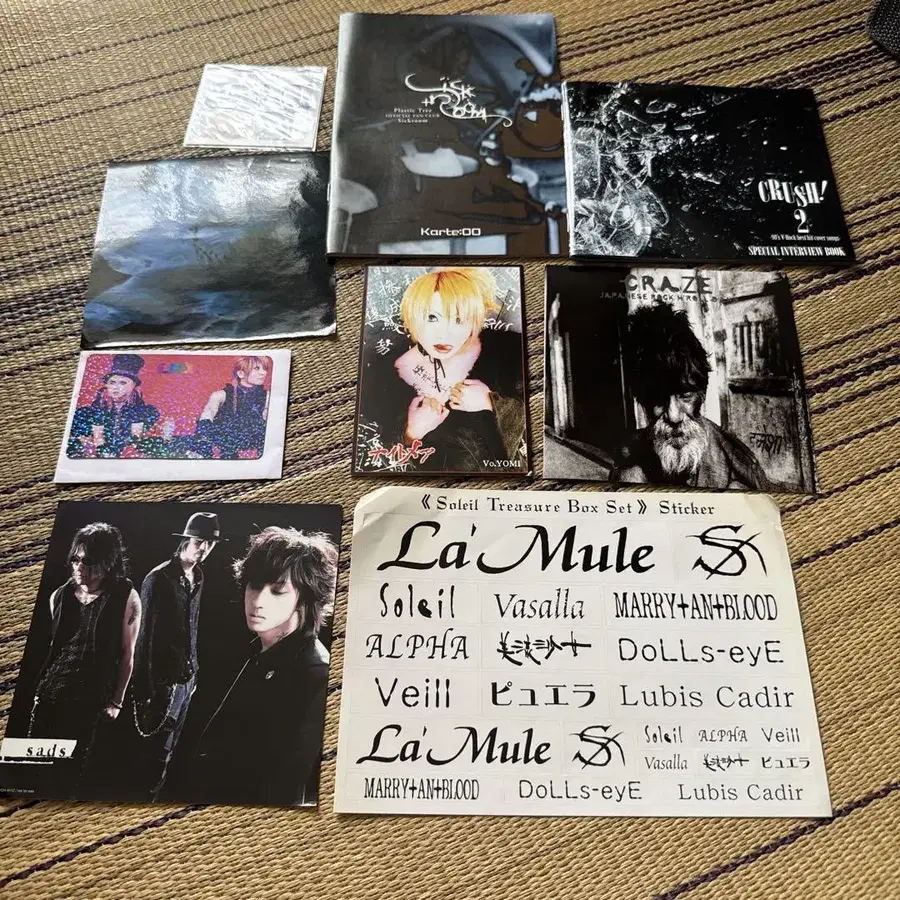 SICK
ROOM
Plastic Tree
OFFICIAL FAN CLUB
Sickroom
Karte:00
CRUSH!
2
90's V-Rock best hit cover songs
SPECIAL INTERVIEW BOOK
ナイトメア
Vo.YOMI
CRAZE
JAPANESE ROCK'N'ROLL
sads
《Soleil Treasure Box Set》 Sticker
La'Mule
Soleil Vasalla MARRY+AN+BLOOD
ALPHA DoLLs-eyE
Veill ピュエラ Lubis Cadir
La'Mule Soleil ALPHA Veill
Vasalla ピュエラ
MARRY+AN+BLOOD DoLLs-eyE Lubis Cadir